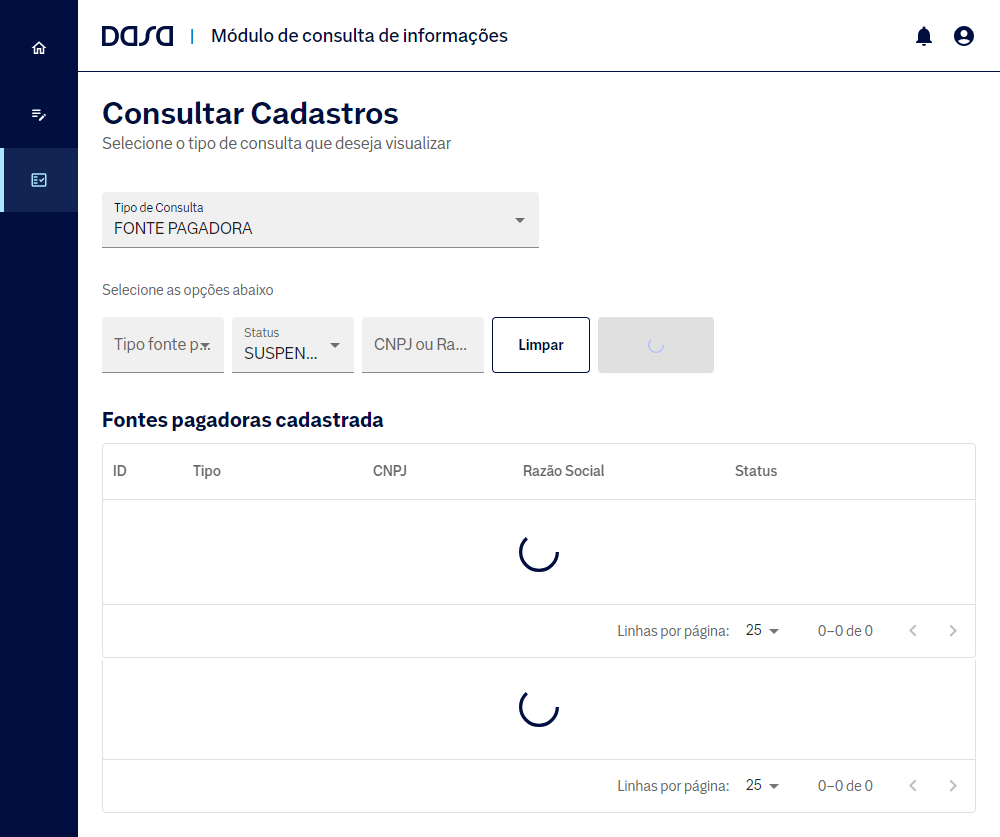 DASA | Módulo de consulta de informações
Consultar Cadastros
Selecione o tipo de consulta que deseja visualizar
Tipo de Consulta
FONTE PAGADORA
Selecione as opções abaixo
Tipo fonte p...
Status
SUSPEN...
CNPJ ou Ra...
Limpar
Fontes pagadoras cadastrada
ID Tipo CNPJ Razão Social Status
Linhas por página: 25 0–0 de 0
Linhas por página: 25 0–0 de 0